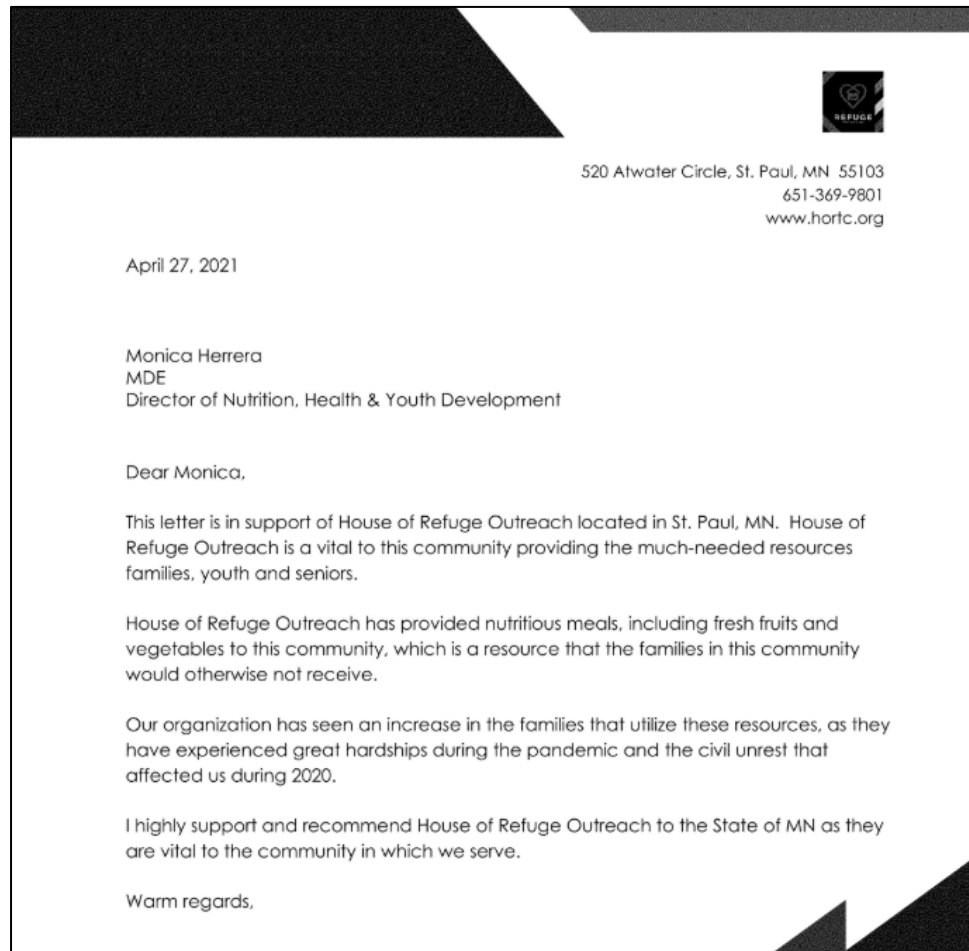 REFUGE
520 Atwater Circle, St. Paul, MN  55103
651-369-9801
www.hortc.org
April 27, 2021
Monica Herrera
MDE
Director of Nutrition, Health & Youth Development
Dear Monica,
This letter is in support of House of Refuge Outreach located in St. Paul, MN.  House of
Refuge Outreach is a vital to this community providing the much-needed resources
families, youth and seniors.
House of Refuge Outreach has provided nutritious meals, including fresh fruits and
vegetables to this community, which is a resource that the families in this community
would otherwise not receive.
Our organization has seen an increase in the families that utilize these resources, as they
have experienced great hardships during the pandemic and the civil unrest that
affected us during 2020.
I highly support and recommend House of Refuge Outreach to the State of MN as they
are vital to the community in which we serve.
Warm regards,